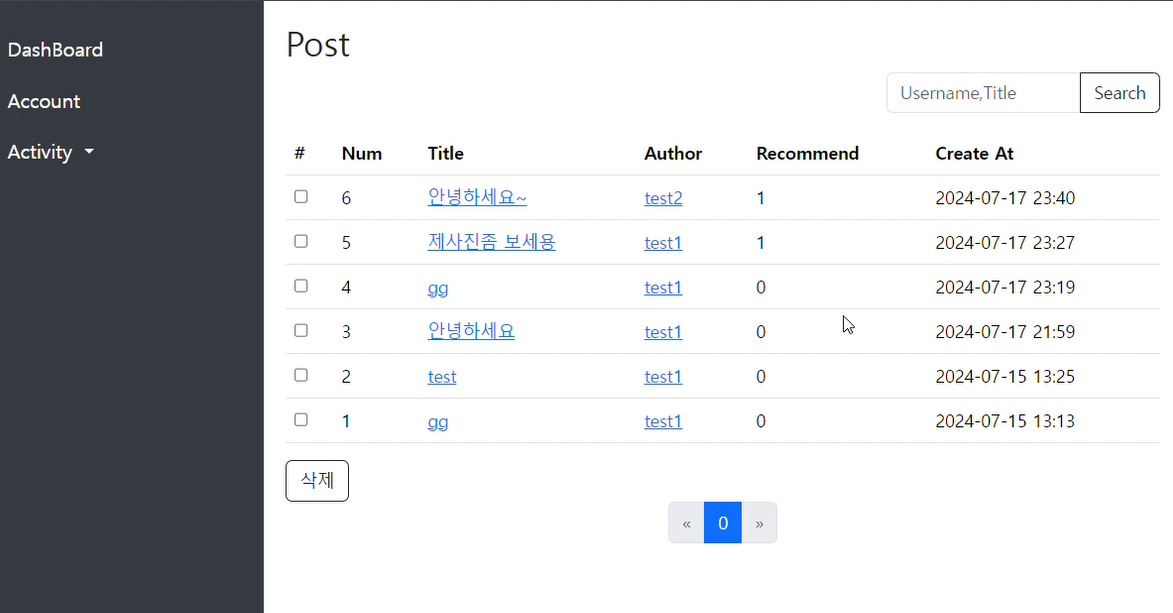 DashBoard
Account
Activity
Post
Username,Title Search
# Num Title Author Recommend Create At
6 안녕하세요~ test2 1 2024-07-17 23:40
5 제사진좀 보세용 test1 1 2024-07-17 23:27
4 gg test1 0 2024-07-17 23:19
3 안녕하세요 test1 0 2024-07-17 21:59
2 test test1 0 2024-07-15 13:25
1 gg test1 0 2024-07-15 13:13
삭제
« 0 »